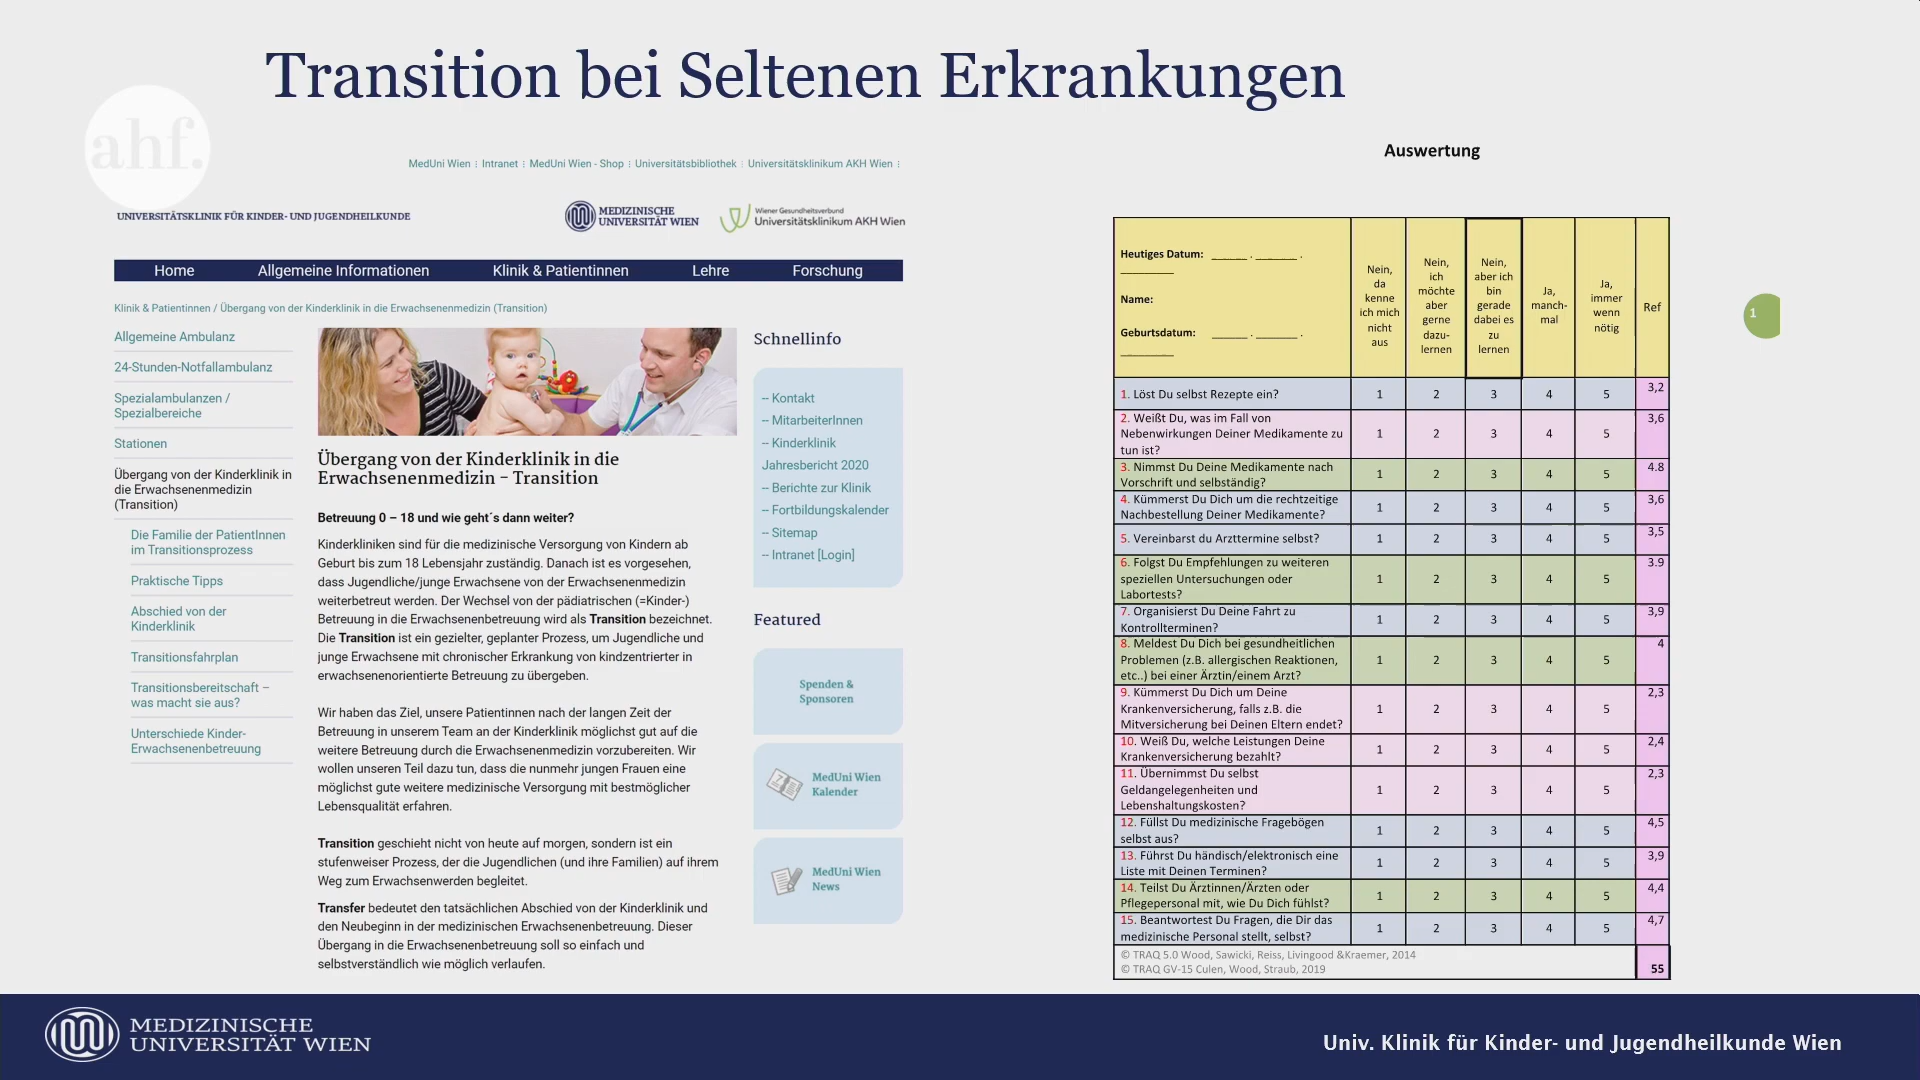 Transition bei Seltenen Erkrankungen
ahf.
MedUni Wien ⋮ Intranet ⋮ MedUni Wien - Shop ⋮ Universitätsbibliothek ⋮ Universitätsklinikum AKH Wien ⋮
UNIVERSITÄTSKLINIK FÜR KINDER- UND JUGENDHEILKUNDE
MEDIZINISCHE
UNIVERSITÄT WIEN
Wiener Gesundheitsverbund
Universitätsklinikum AKH Wien
Home Allgemeine Informationen Klinik & Patientinnen Lehre Forschung
Klinik & Patientinnen / Übergang von der Kinderklinik in die Erwachsenenmedizin (Transition)
Allgemeine Ambulanz
24-Stunden-Notfallambulanz
Spezialambulanzen /
Spezialbereiche
Stationen
Übergang von der Kinderklinik in
die Erwachsenenmedizin
(Transition)
Die Familie der PatientInnen
im Transitionsprozess
Praktische Tipps
Abschied von der
Kinderklinik
Transitionsfahrplan
Transitionsbereitschaft –
was macht sie aus?
Unterschiede Kinder-
Erwachsenenbetreuung
Übergang von der Kinderklinik in die
Erwachsenenmedizin – Transition
Betreuung 0 – 18 und wie geht´s dann weiter?
Kinderkliniken sind für die medizinische Versorgung von Kindern ab
Geburt bis zum 18 Lebensjahr zuständig. Danach ist es vorgesehen,
dass Jugendliche/junge Erwachsene von der Erwachsenenmedizin
weiterbetreut werden. Der Wechsel von der pädiatrischen (=Kinder-)
Betreuung in die Erwachsenenbetreuung wird als Transition bezeichnet.
Die Transition ist ein gezielter, geplanter Prozess, um Jugendliche und
junge Erwachsene mit chronischer Erkrankung von kindzentrierter in
erwachsenenorientierte Betreuung zu übergeben.
Wir haben das Ziel, unsere Patientinnen nach der langen Zeit der
Betreuung in unserem Team an der Kinderklinik möglichst gut auf die
weitere Betreuung durch die Erwachsenenmedizin vorzubereiten. Wir
wollen unseren Teil dazu tun, dass die nunmehr jungen Frauen eine
möglichst gute weitere medizinische Versorgung mit bestmöglicher
Lebensqualität erfahren.
Transition geschieht nicht von heute auf morgen, sondern ist ein
stufenweiser Prozess, der die Jugendlichen (und ihre Familien) auf ihrem
Weg zum Erwachsenwerden begleitet.
Transfer bedeutet den tatsächlichen Abschied von der Kinderklinik und
den Neubeginn in der medizinischen Erwachsenenbetreuung. Dieser
Übergang in die Erwachsenenbetreuung soll so einfach und
selbstverständlich wie möglich verlaufen.
Schnellinfo
-- Kontakt
-- MitarbeiterInnen
-- Kinderklinik
Jahresbericht 2020
-- Berichte zur Klinik
-- Fortbildungskalender
-- Sitemap
-- Intranet [Login]
Featured
Spenden &
Sponsoren
MedUni Wien
Kalender
MedUni Wien
News
Auswertung
Heutiges Datum: ______ . ______ .
________
Name:
Geburtsdatum: ______ . ______ .
________
Nein,
da
kenne
ich mich
nicht
aus
Nein,
ich
möchte
aber
gerne
dazu-
lernen
Nein,
aber ich
bin
gerade
dabei es
zu
lernen
Ja,
manch-
mal
Ja,
immer
wenn
nötig
Ref
1. Löst Du selbst Rezepte ein? 1 2 3 4 5 3,2
2. Weißt Du, was im Fall von
Nebenwirkungen Deiner Medikamente zu
tun ist? 1 2 3 4 5 3,6
3. Nimmst Du Deine Medikamente nach
Vorschrift und selbständig? 1 2 3 4 5 4.8
4. Kümmerst Du Dich um die rechtzeitige
Nachbestellung Deiner Medikamente? 1 2 3 4 5 3,6
5. Vereinbarst du Arzttermine selbst? 1 2 3 4 5 3,5
6. Folgst Du Empfehlungen zu weiteren
speziellen Untersuchungen oder
Labortests? 1 2 3 4 5 3.9
7. Organisierst Du Deine Fahrt zu
Kontrollterminen? 1 2 3 4 5 3,9
8. Meldest Du Dich bei gesundheitlichen
Problemen (z.B. allergischen Reaktionen,
etc..) bei einer Ärztin/einem Arzt? 1 2 3 4 5 4
9. Kümmerst Du Dich um Deine
Krankenversicherung, falls z.B. die
Mitversicherung bei Deinen Eltern endet? 1 2 3 4 5 2,3
10. Weiß Du, welche Leistungen Deine
Krankenversicherung bezahlt? 1 2 3 4 5 2,4
11. Übernimmst Du selbst
Geldangelegenheiten und
Lebenshaltungskosten? 1 2 3 4 5 2,3
12. Füllst Du medizinische Fragebögen
selbst aus? 1 2 3 4 5 4,5
13. Führst Du händisch/elektronisch eine
Liste mit Deinen Terminen? 1 2 3 4 5 3,9
14. Teilst Du Ärztinnen/Ärzten oder
Pflegepersonal mit, wie Du Dich fühlst? 1 2 3 4 5 4,4
15. Beantwortest Du Fragen, die Dir das
medizinische Personal stellt, selbst? 1 2 3 4 5 4,7
© TRAQ 5.0 Wood, Sawicki, Reiss, Livingood &Kraemer, 2014
© TRAQ GV-15 Culen, Wood, Straub, 2019
55
1
MEDIZINISCHE
UNIVERSITÄT WIEN
Univ. Klinik für Kinder- und Jugendheilkunde Wien